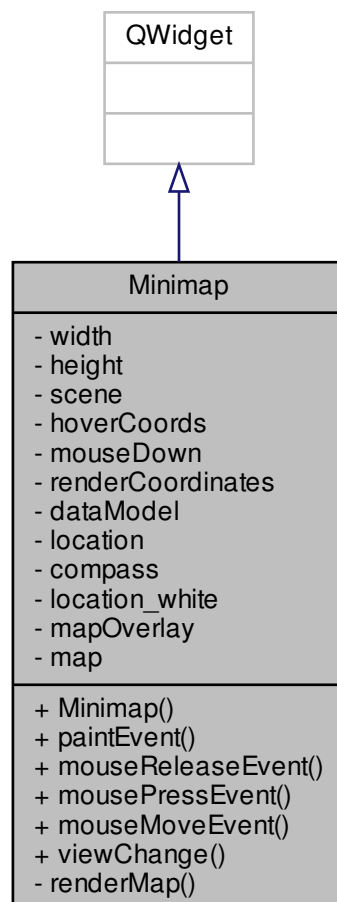 QWidget
Minimap
- width
- height
- scene
- hoverCoords
- mouseDown
- renderCoordinates
- dataModel
- location
- compass
- location_white
- mapOverlay
- map
+ Minimap()
+ paintEvent()
+ mouseReleaseEvent()
+ mousePressEvent()
+ mouseMoveEvent()
+ viewChange()
- renderMap()